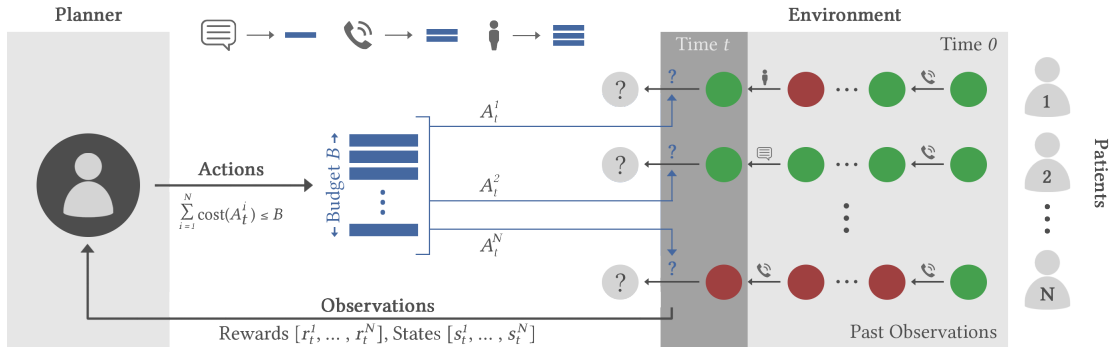 Planner
Environment
Time t
Time 0
?
?
1
A_t^1
Budget B
Actions
\sum_{i=1}^{N} cost(A_t^i) ≤ B
?
?
2
A_t^2
Patients
A_t^N
?
?
N
Observations
Rewards [r_t^1, ... , r_t^N], States [s_t^1, ... , s_t^N]
Past Observations